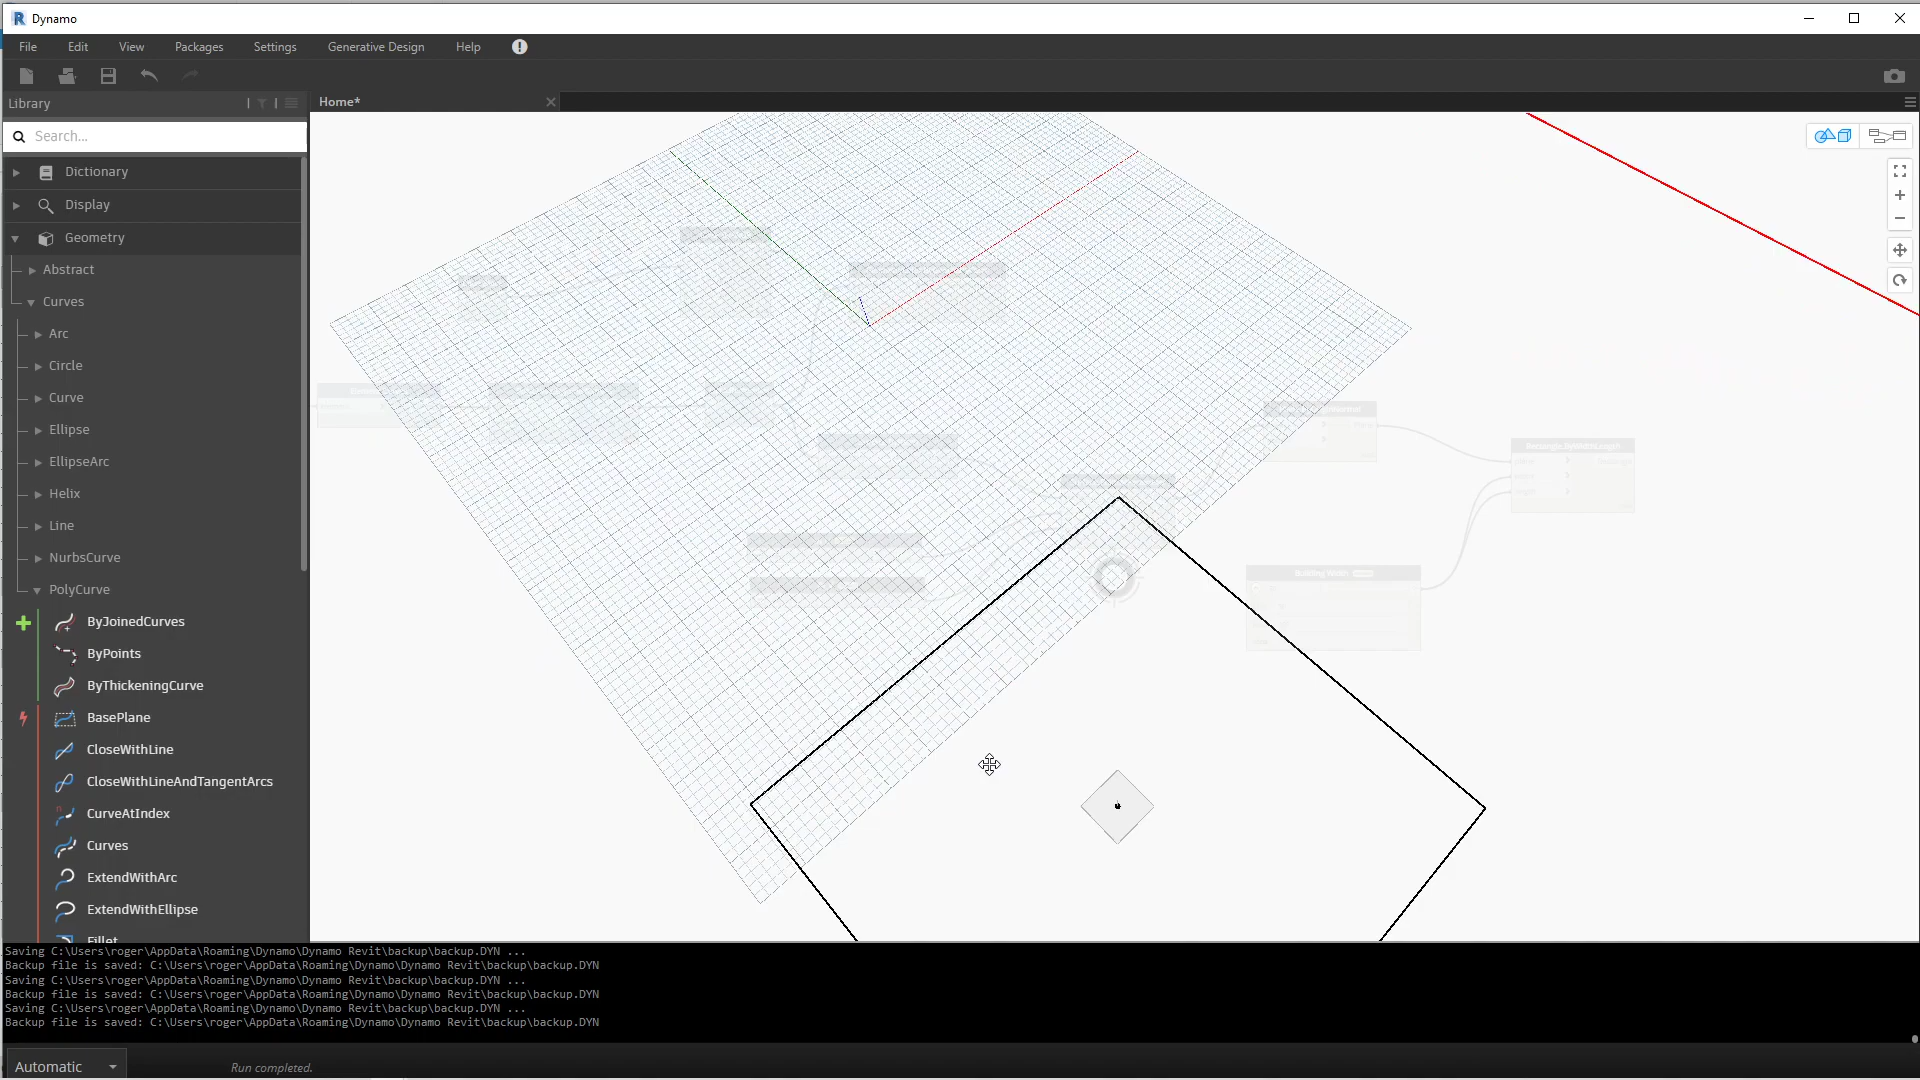 Dynamo
File Edit View Packages Settings Generative Design Help
Library
Home*
Search...
Dictionary
Display
Geometry
Abstract
Curves
Arc
Circle
Curve
Ellipse
EllipseArc
Helix
Line
NurbsCurve
PolyCurve
ByJoinedCurves
ByPoints
ByThickeningCurve
BasePlane
CloseWithLine
CloseWithLineAndTangentArcs
CurveAtIndex
Curves
ExtendWithArc
ExtendWithEllipse
Fillet
Rectangle.ByWidthLength
Building Width
Saving C:\Users\roger\AppData\Roaming\Dynamo\Dynamo Revit\backup\backup.DYN ...
Backup file is saved: C:\Users\roger\AppData\Roaming\Dynamo\Dynamo Revit\backup\backup.DYN
Saving C:\Users\roger\AppData\Roaming\Dynamo\Dynamo Revit\backup\backup.DYN ...
Backup file is saved: C:\Users\roger\AppData\Roaming\Dynamo\Dynamo Revit\backup\backup.DYN
Saving C:\Users\roger\AppData\Roaming\Dynamo\Dynamo Revit\backup\backup.DYN ...
Backup file is saved: C:\Users\roger\AppData\Roaming\Dynamo\Dynamo Revit\backup\backup.DYN
Automatic
Run completed.